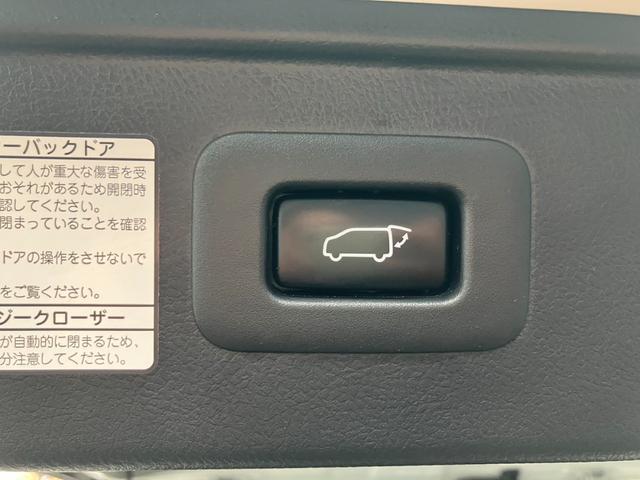 ーバックドア
して人が重大な傷害を受
おそれがあるため開閉時
認してください。
閉まっていることを確認
ドアの操作をさせないで
をご覧ください。
ジークローザー
が自動的に閉まるため、
分注意してください。